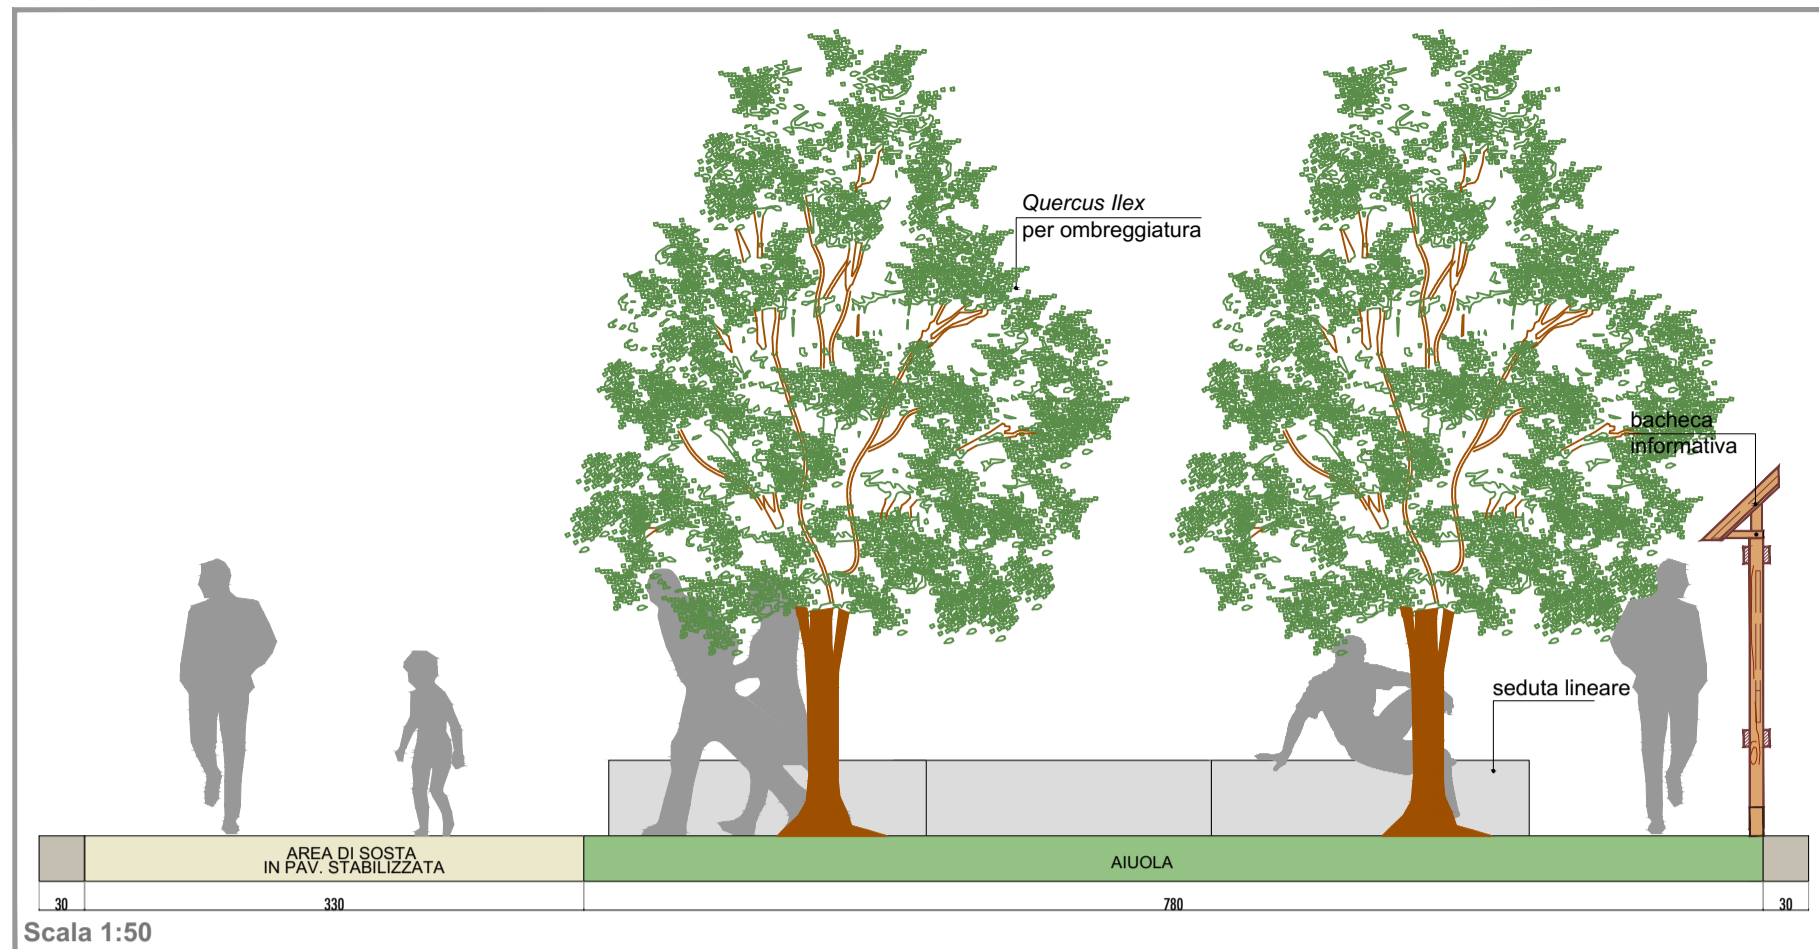 Quercus Ilex
per ombreggiatura
bacheca
informativa
seduta lineare
AREA DI SOSTA
IN PAV. STABILIZZATA
AIUOLA
30
330
780
30
Scala 1:50